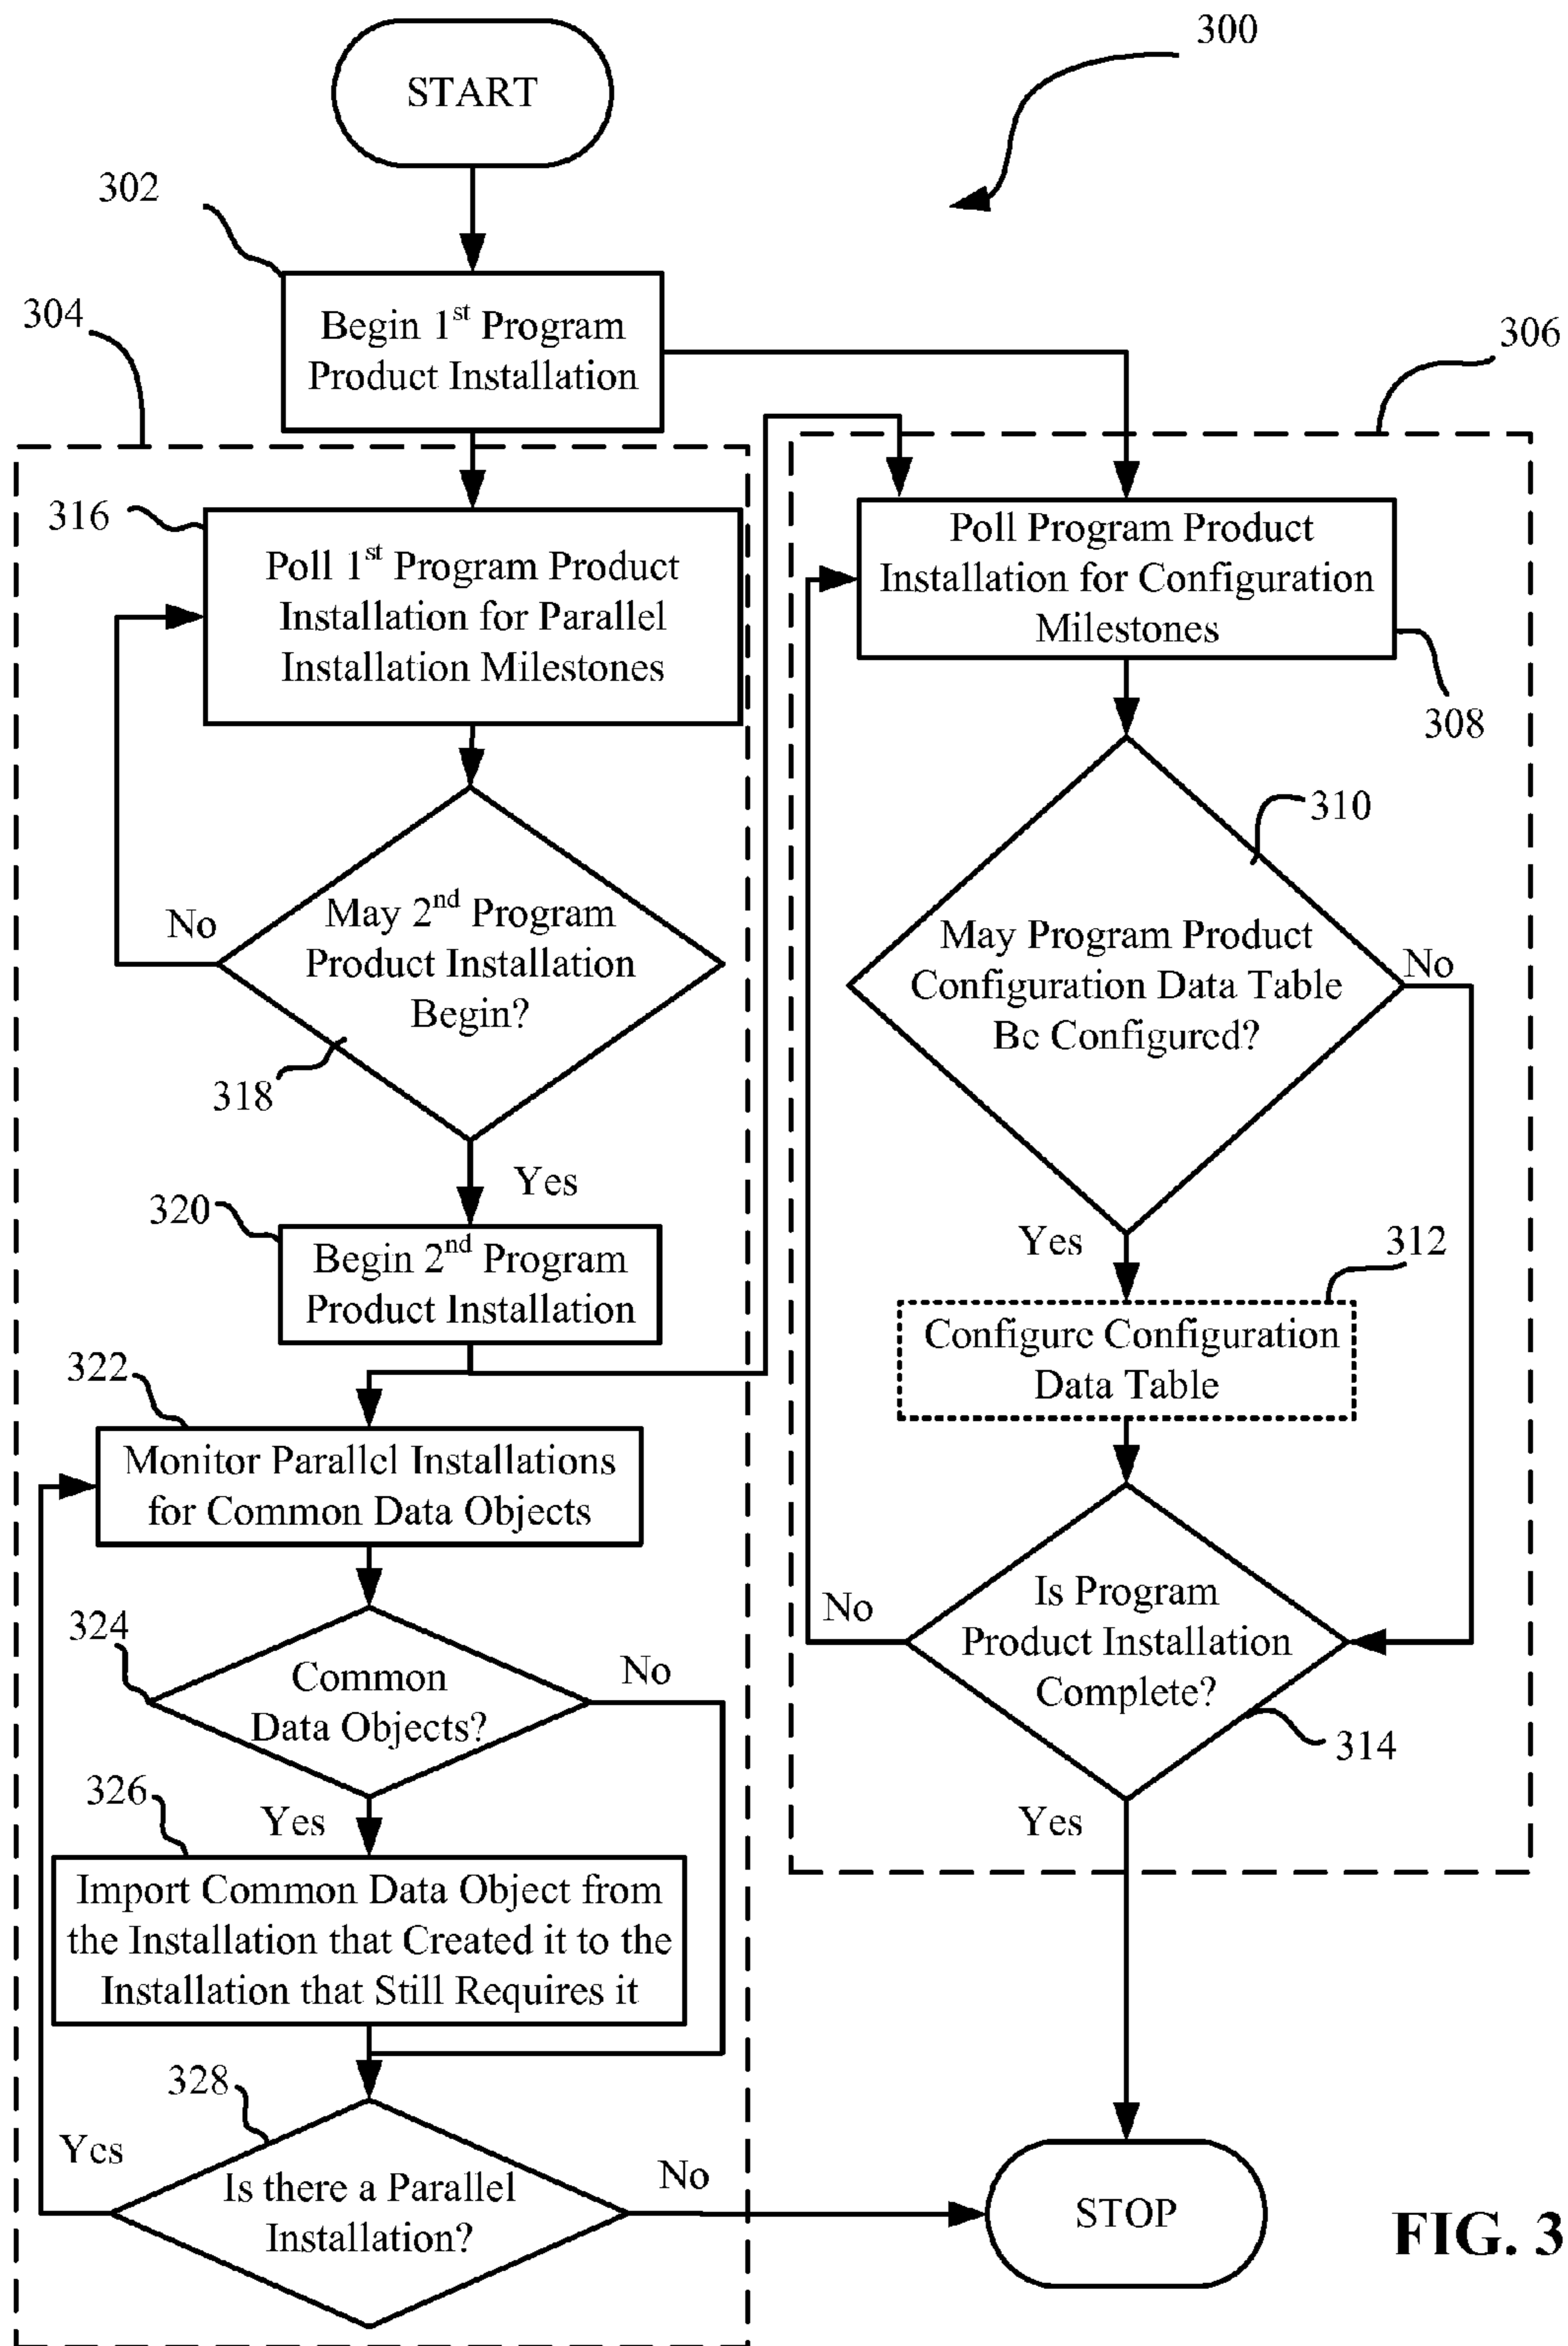 START
300
302
Begin 1st Program
Product Installation
304
306
316
Poll 1st Program Product
Installation for Parallel
Installation Milestones
Poll Program Product
Installation for Configuration
Milestones
308
310
May 2nd Program
Product Installation
Begin?
No
318
May Program Product
Configuration Data Table
Be Configured?
No
Yes
320
Begin 2nd Program
Product Installation
Yes
312
Configure Configuration
Data Table
322
Monitor Parallel Installations
for Common Data Objects
324
Common
Data Objects?
No
No
Is Program
Product Installation
Complete?
314
326
Yes
Yes
Import Common Data Object from
the Installation that Created it to the
Installation that Still Requires it
328
Yes
Is there a Parallel
Installation?
No
STOP
FIG. 3